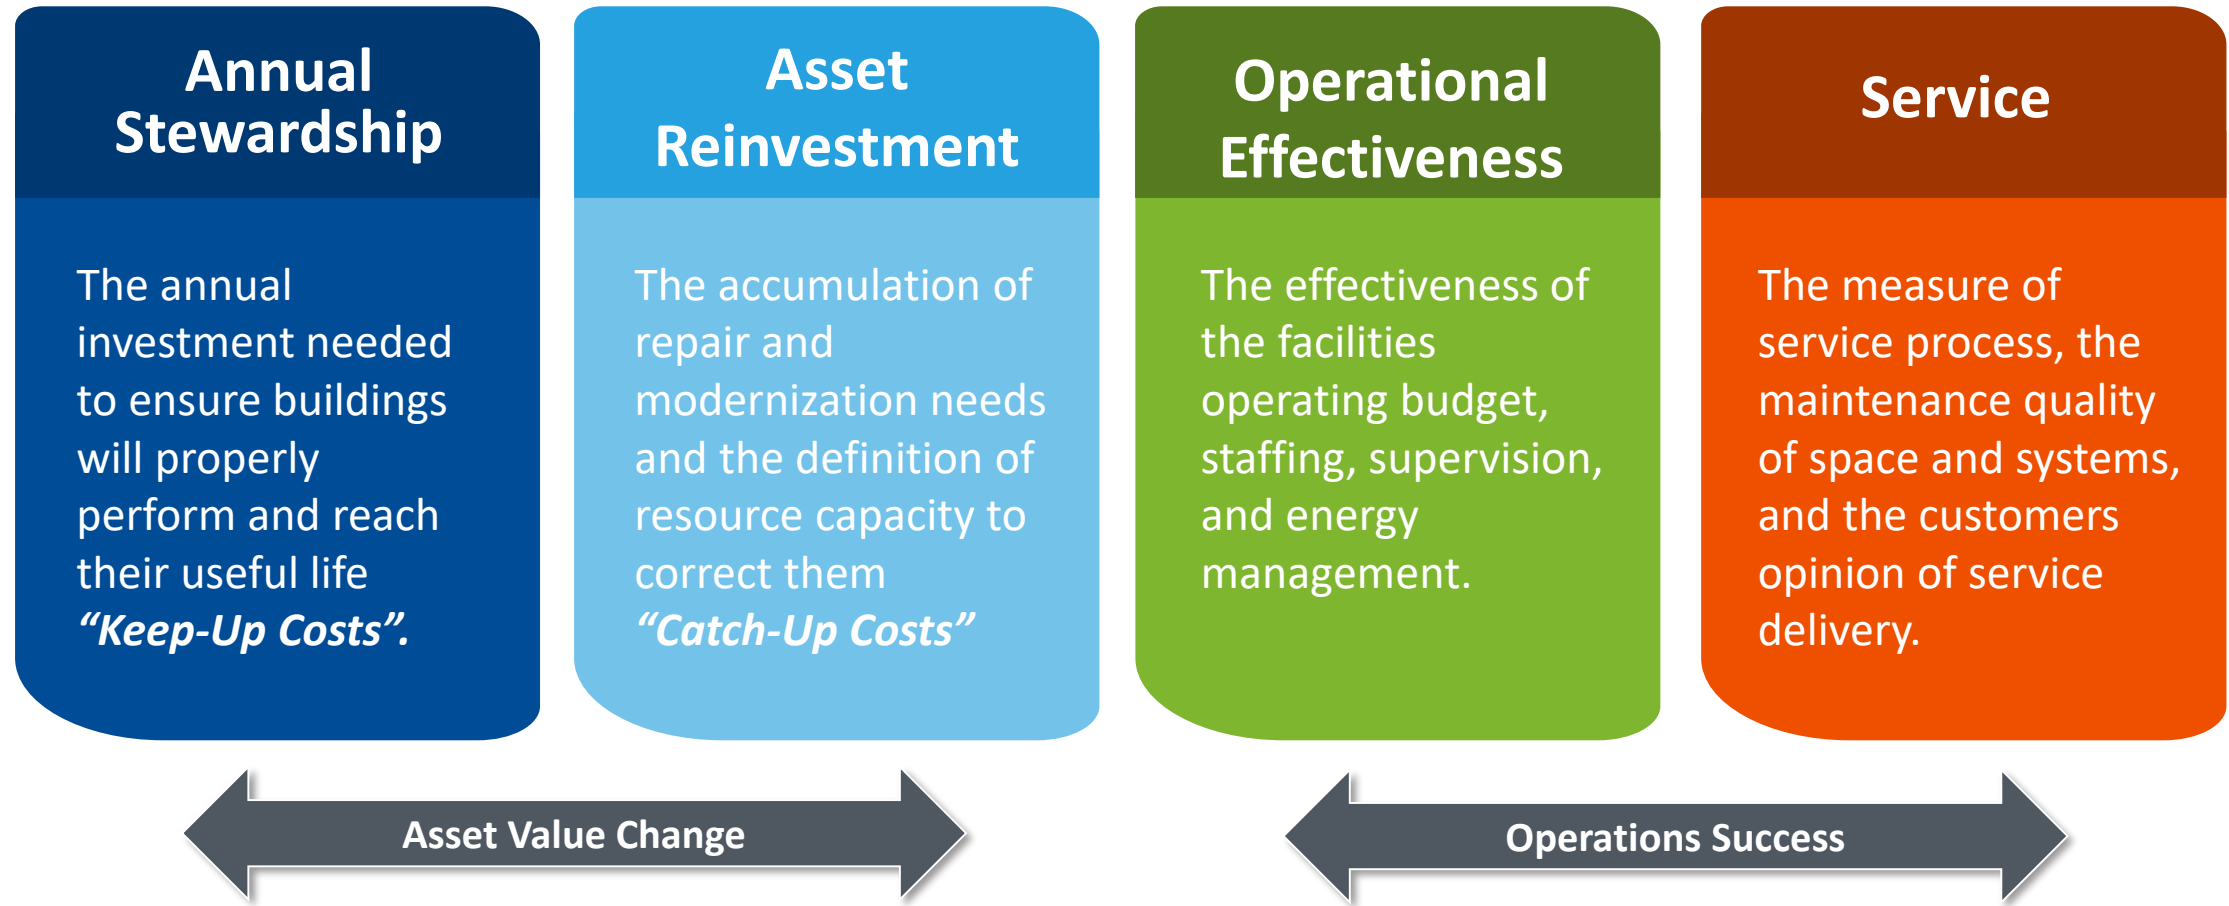 Annual
Stewardship
The annual
investment needed
to ensure buildings
will properly
perform and reach
their useful life
“Keep-Up Costs”.
Asset
Reinvestment
The accumulation of
repair and
modernization needs
and the definition of
resource capacity to
correct them
“Catch-Up Costs”
Operational
Effectiveness
The effectiveness of
the facilities
operating budget,
staffing, supervision,
and energy
management.
Service
The measure of
service process, the
maintenance quality
of space and systems,
and the customers
opinion of service
delivery.
Asset Value Change
Operations Success